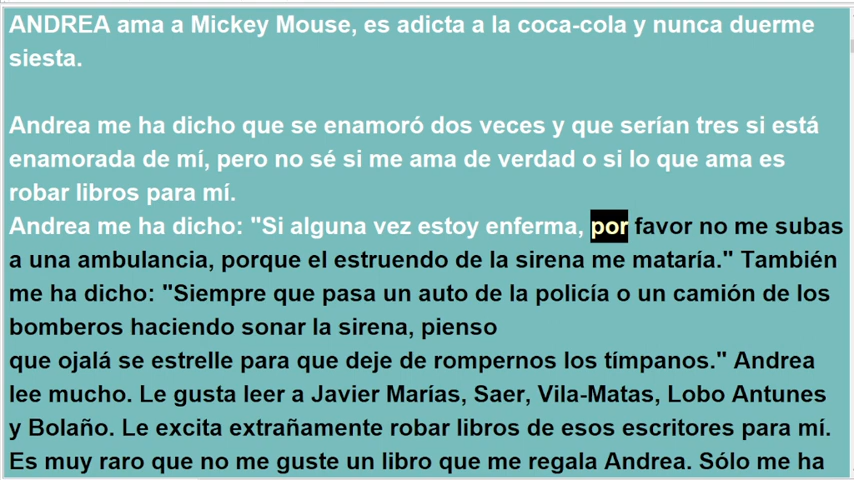 ANDREA ama a Mickey Mouse, es adicta a la coca-cola y nunca duerme
siesta.
Andrea me ha dicho que se enamoró dos veces y que serían tres si está
enamorada de mí, pero no sé si me ama de verdad o si lo que ama es
robar libros para mí.
Andrea me ha dicho: "Si alguna vez estoy enferma, por favor no me subas
a una ambulancia, porque el estruendo de la sirena me mataría." También
me ha dicho: "Siempre que pasa un auto de la policía o un camión de los
bomberos haciendo sonar la sirena, pienso
que ojalá se estrelle para que deje de rompernos los tímpanos." Andrea
lee mucho. Le gusta leer a Javier Marías, Saer, Vila-Matas, Lobo Antunes
y Bolaño. Le excita extrañamente robar libros de esos escritores para mí.
Es muy raro que no me guste un libro que me regala Andrea. Sólo me ha